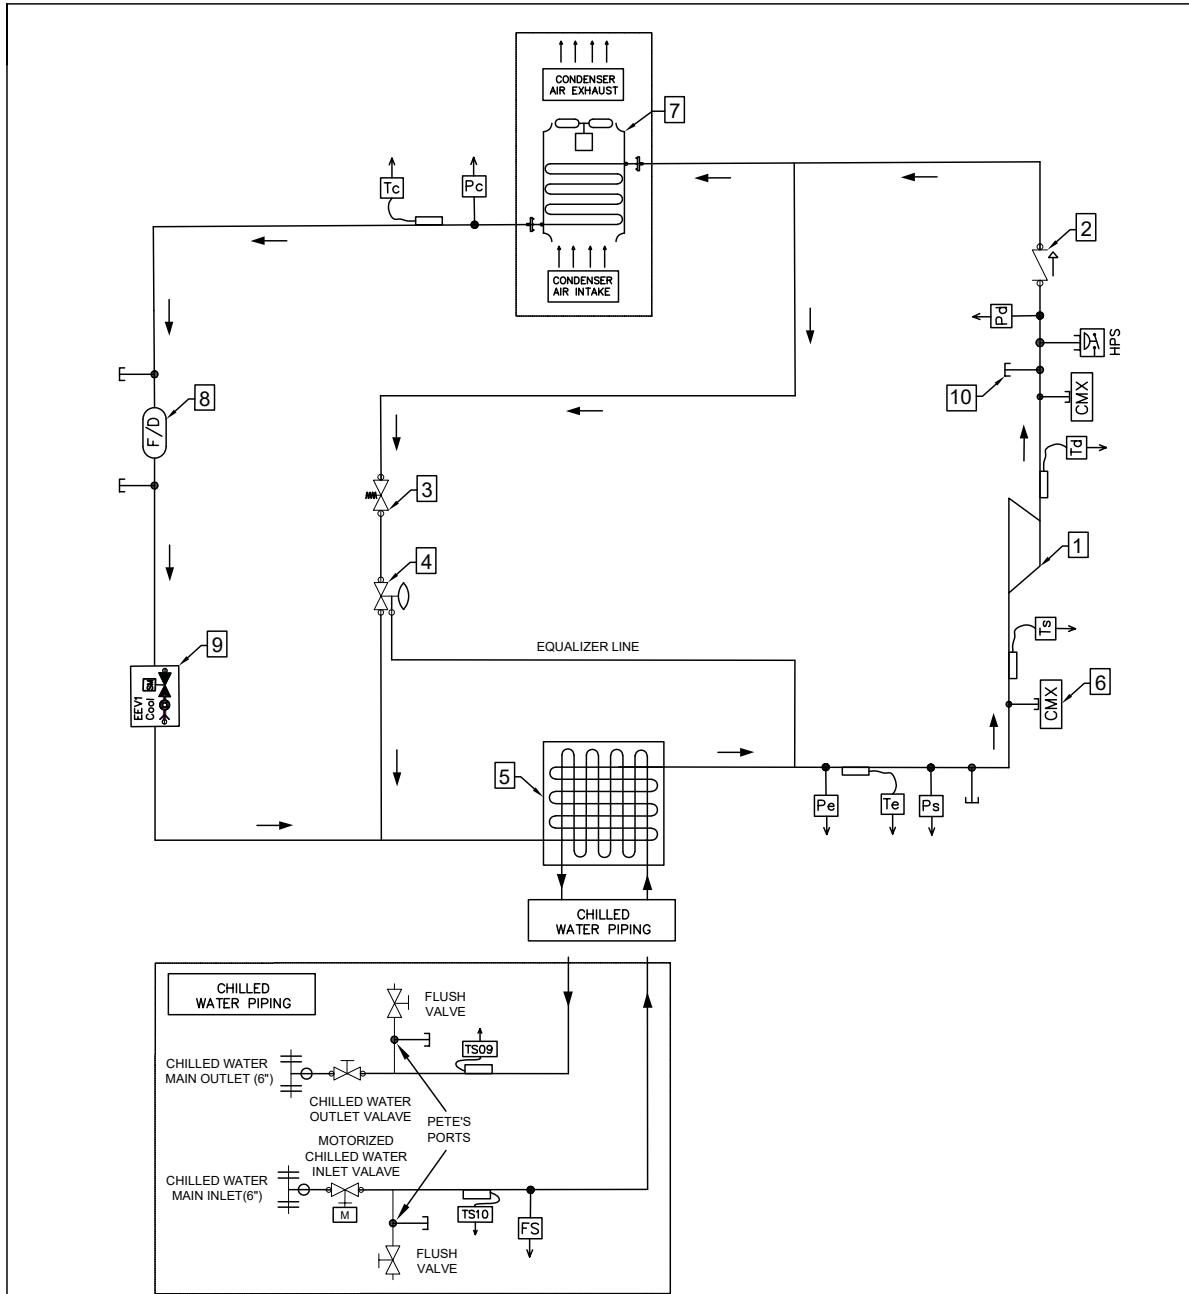 CONDENSER
AIR EXHAUST
7
Tc
Pc
CONDENSER
AIR INTAKE
2
Pd
HPS
10
CMX
8
F/D
Td
3
4
1
9
EEV1
Cool
SM
EQUALIZER LINE
Ts
6
CMX
5
Pe
Te
Ps
CHILLED
WATER PIPING
CHILLED
WATER PIPING
FLUSH
VALVE
TS09
CHILLED WATER
MAIN OUTLET (6")
CHILLED WATER
OUTLET VALAVE
PETE'S
PORTS
MOTORIZED
CHILLED WATER
INLET VALAVE
CHILLED WATER
MAIN INLET(6")
M
TS10
FS
FLUSH
VALVE